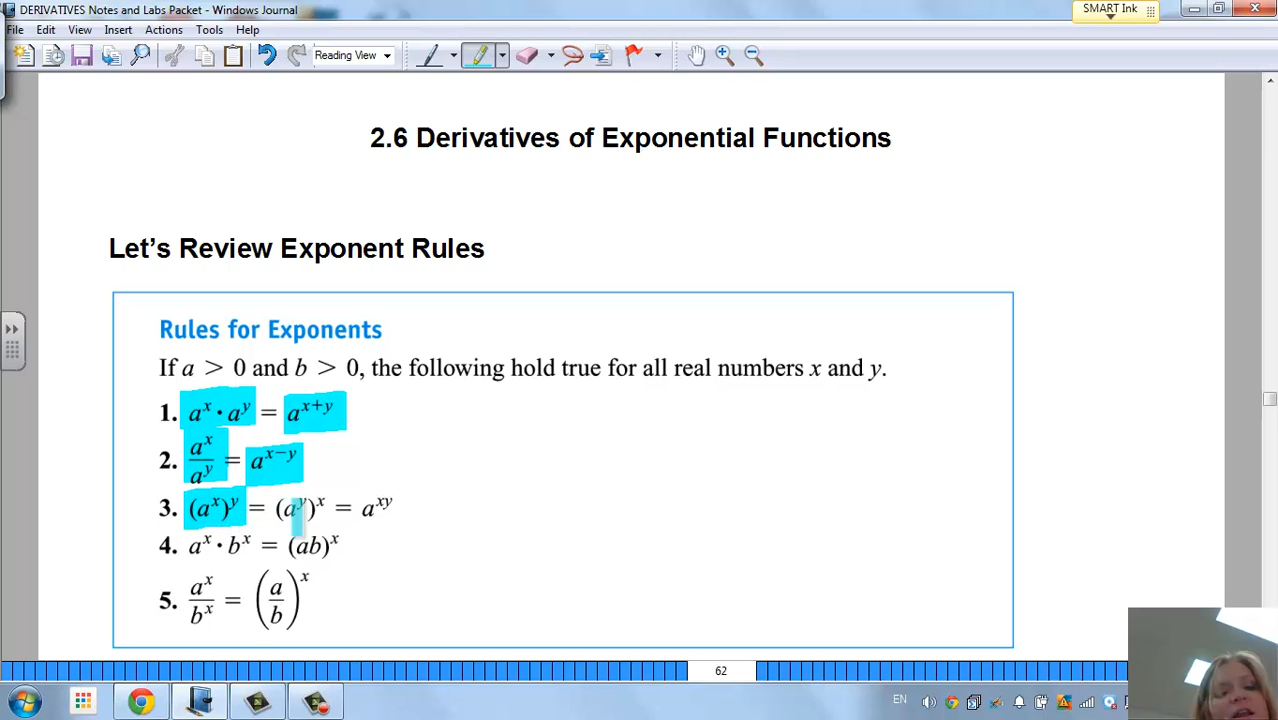 DERIVATIVES Notes and Labs Packet - Windows Journal
SMART Ink
File Edit View Insert Actions Tools Help
Reading View
2.6 Derivatives of Exponential Functions
Let's Review Exponent Rules
Rules for Exponents
If a > 0 and b > 0, the following hold true for all real numbers x and y.
1. a^x · a^y = a^(x+y)
2. a^x / a^y = a^(x−y)
3. (a^x)^y = (a^y)^x = a^(xy)
4. a^x · b^x = (ab)^x
5. a^x / b^x = (a/b)^x
62
EN